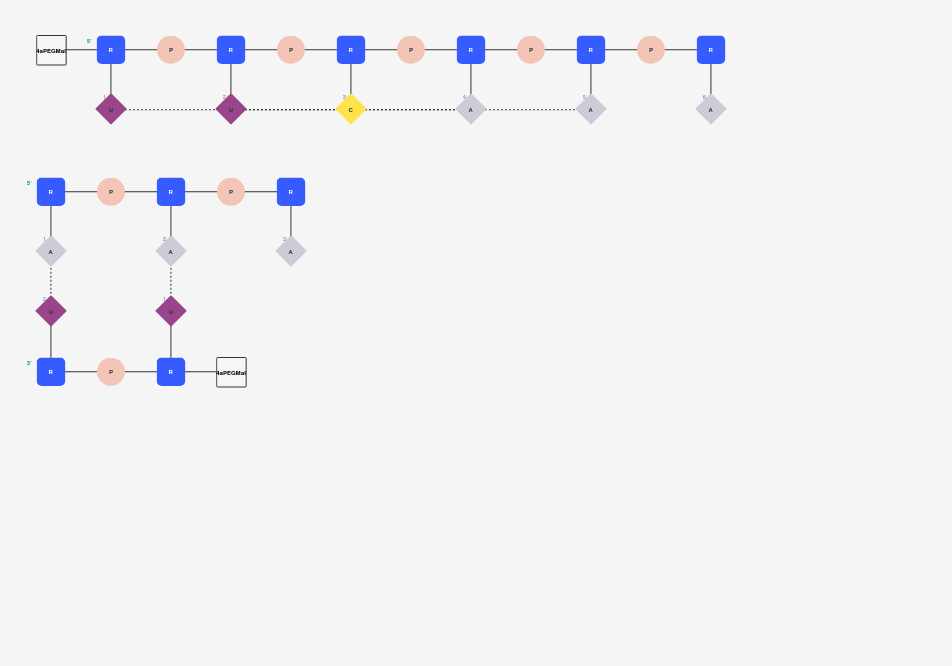 4aPEGMal 5' R P R P R P R P R P R
1 U 2 U 3 C 4 A 5 A 6 A
5' R P R P R
1 A 2 A 3 A
2 U 1 U
3' R P R 4aPEGMal